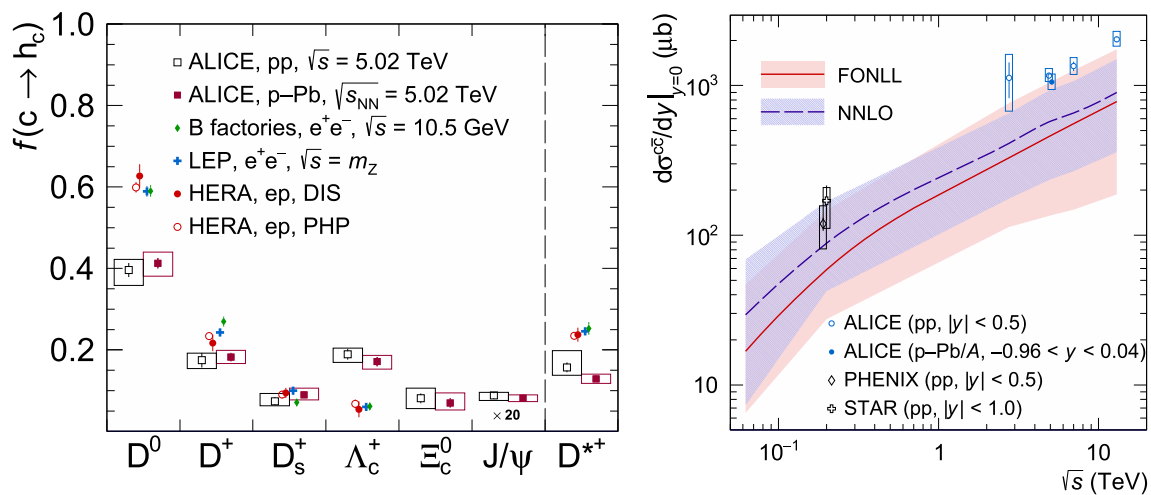 f(c → h_c)
1.0
0.8
0.6
0.4
0.2
ALICE, pp, √s = 5.02 TeV
ALICE, p–Pb, √s_NN = 5.02 TeV
B factories, e⁺e⁻, √s = 10.5 GeV
LEP, e⁺e⁻, √s = m_Z
HERA, ep, DIS
HERA, ep, PHP
× 20
D⁰ D⁺ D_s⁺ Λ_c⁺ Ξ_c⁰ J/ψ D*⁺
dσ^cc̄/dy|_y=0 (μb)
10³
10²
10
FONLL
NNLO
ALICE (pp, |y| < 0.5)
ALICE (p–Pb/A, –0.96 < y < 0.04)
PHENIX (pp, |y| < 0.5)
STAR (pp, |y| < 1.0)
10⁻¹ 1 10
√s (TeV)